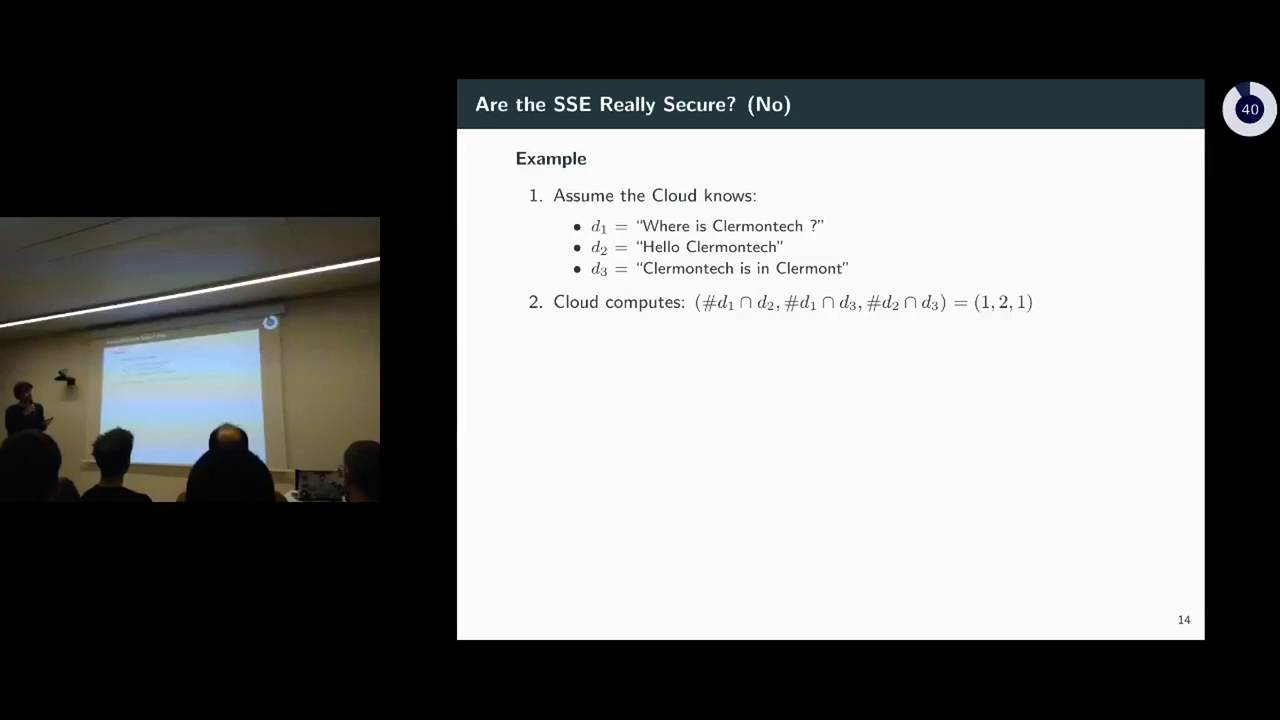 Are the SSE Really Secure? (No)
40
Example
1. Assume the Cloud knows:
• d₁ = “Where is Clermontech ?”
• d₂ = “Hello Clermontech”
• d₃ = “Clermontech is in Clermont”
2. Cloud computes: (#d₁ ∩ d₂, #d₁ ∩ d₃, #d₂ ∩ d₃) = (1, 2, 1)
14